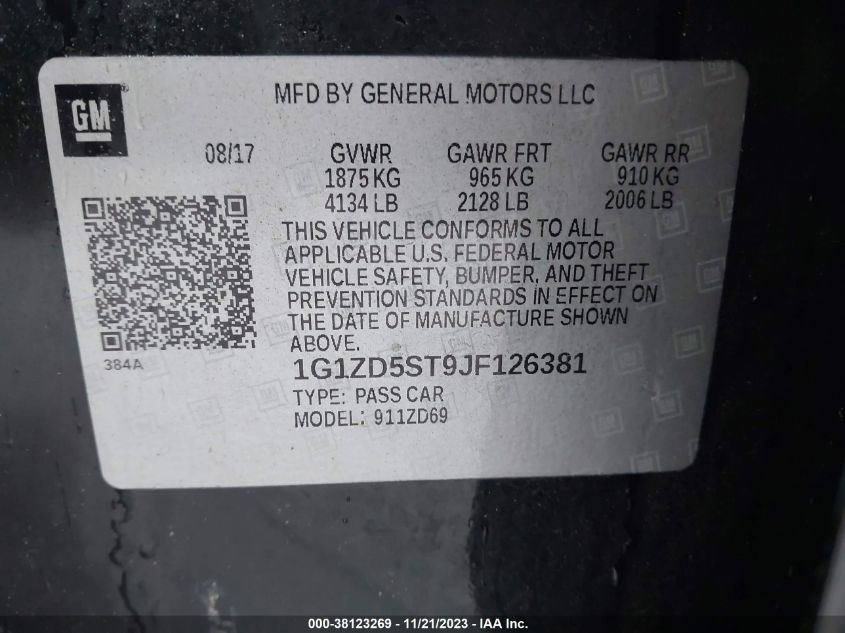 GM
MFD BY GENERAL MOTORS LLC
08/17 GVWR GAWR FRT GAWR RR
1875 KG 965 KG 910 KG
4134 LB 2128 LB 2006 LB
THIS VEHICLE CONFORMS TO ALL
APPLICABLE U.S. FEDERAL MOTOR
VEHICLE SAFETY, BUMPER, AND THEFT
PREVENTION STANDARDS IN EFFECT ON
THE DATE OF MANUFACTURE SHOWN
ABOVE.
384A
1G1ZD5ST9JF126381
TYPE: PASS CAR
MODEL: 911ZD69
000-38123269 - 11/21/2023 - IAA Inc.